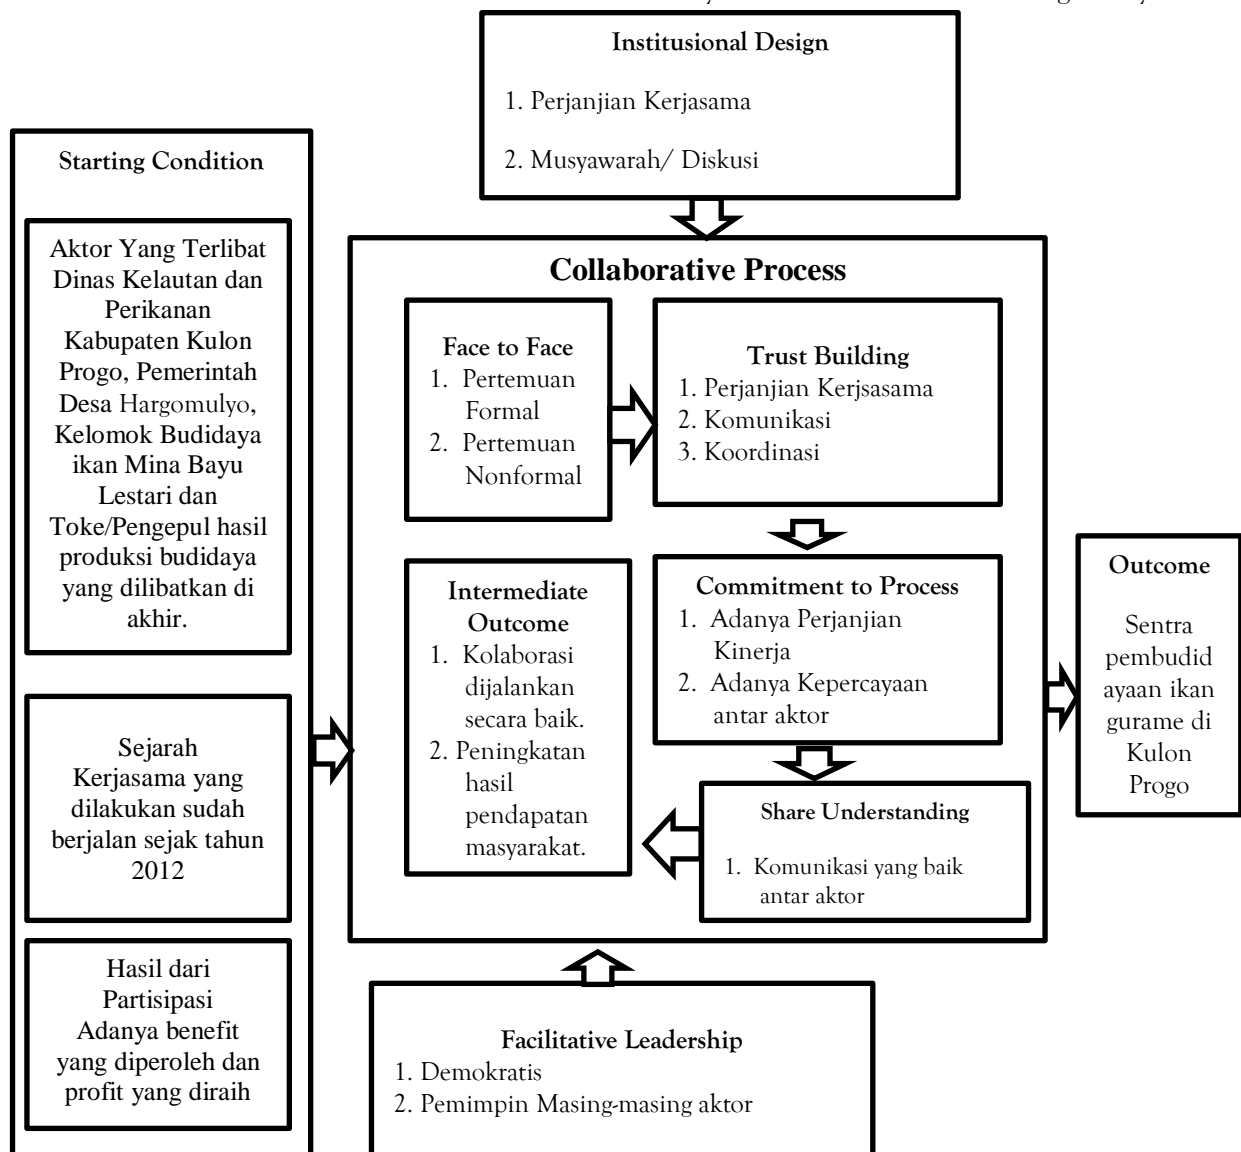 Institusional Design
1. Perjanjian Kerjasama
2. Musyawarah/ Diskusi
Starting Condition
Aktor Yang Terlibat
Dinas Kelautan dan
Perikanan
Kabupaten Kulon
Progo, Pemerintah
Desa Hargomulyo,
Kelomok Budidaya
ikan Mina Bayu
Lestari dan
Toke/Pengepul hasil
produksi budidaya
yang dilibatkan di
akhir.
Sejarah
Kerjasama yang
dilakukan sudah
berjalan sejak tahun
2012
Hasil dari
Partisipasi
Adanya benefit
yang diperoleh dan
profit yang diraih
Collaborative Process
Face to Face
1. Pertemuan
Formal
2. Pertemuan
Nonformal
Trust Building
1. Perjanjian Kerjsasama
2. Komunikasi
3. Koordinasi
Commitment to Process
1. Adanya Perjanjian
Kinerja
2. Adanya Kepercayaan
antar aktor
Share Understanding
1. Komunikasi yang baik
antar aktor
Intermediate
Outcome
1. Kolaborasi
dijalankan
secara baik.
2. Peningkatan
hasil
pendapatan
masyarakat.
Outcome
Sentra
pembudid
ayaan ikan
gurame di
Kulon
Progo
Facilitative Leadership
1. Demokratis
2. Pemimpin Masing-masing aktor